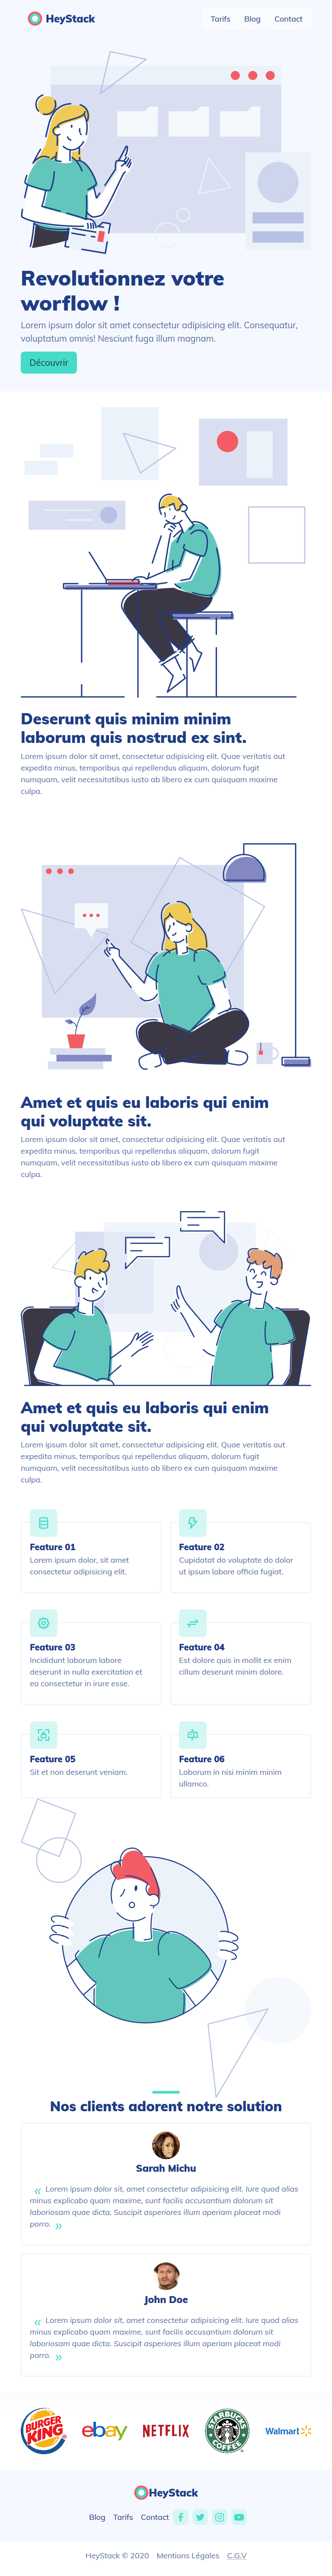 HeyStack
Tarifs Blog Contact
Revolutionnez votre
worflow !
Lorem ipsum dolor sit amet consectetur adipisicing elit. Consequatur,
voluptatum omnis! Nesciunt fuga illum magnam.
Découvrir
Deserunt quis minim minim
laborum quis nostrud ex sint.
Lorem ipsum dolor sit amet, consectetur adipisicing elit. Quae veritatis aut
expedita minus, temporibus qui repellendus aliquam, dolorum fugit
numquam, velit necessitatibus iusto ab libero ex cum quisquam maxime
culpa.
Amet et quis eu laboris qui enim
qui voluptate sit.
Lorem ipsum dolor sit amet, consectetur adipisicing elit. Quae veritatis aut
expedita minus, temporibus qui repellendus aliquam, dolorum fugit
numquam, velit necessitatibus iusto ab libero ex cum quisquam maxime
culpa.
Amet et quis eu laboris qui enim
qui voluptate sit.
Lorem ipsum dolor sit amet, consectetur adipisicing elit. Quae veritatis aut
expedita minus, temporibus qui repellendus aliquam, dolorum fugit
numquam, velit necessitatibus iusto ab libero ex cum quisquam maxime
culpa.
Feature 01
Lorem ipsum dolor, sit amet
consectetur adipisicing elit.
Feature 02
Cupidatat do voluptate do dolor
ut ipsum labore officia fugiat.
Feature 03
Incididunt laborum labore
deserunt in nulla exercitation et
ea consectetur in irure esse.
Feature 04
Est dolore quis in mollit ex enim
cillum deserunt minim dolore.
Feature 05
Sit et non deserunt veniam.
Feature 06
Laborum in nisi minim minim
ullamco.
Nos clients adorent notre solution
Sarah Michu
« Lorem ipsum dolor sit, amet consectetur adipisicing elit. Iure quod alias
minus explicabo quam maxime, sunt facilis accusantium dolorum sit
laboriosam quae dicta. Suscipit asperiores illum aperiam placeat modi
porro. »
John Doe
« Lorem ipsum dolor sit, amet consectetur adipisicing elit. Iure quod alias
minus explicabo quam maxime, sunt facilis accusantium dolorum sit
laboriosam quae dicta. Suscipit asperiores illum aperiam placeat modi
porro. »
BURGER
KING
ebay
NETFLIX
STARBUCKS
COFFEE
Walmart
HeyStack
Blog Tarifs Contact
HeyStack © 2020 Mentions Légales C.G.V